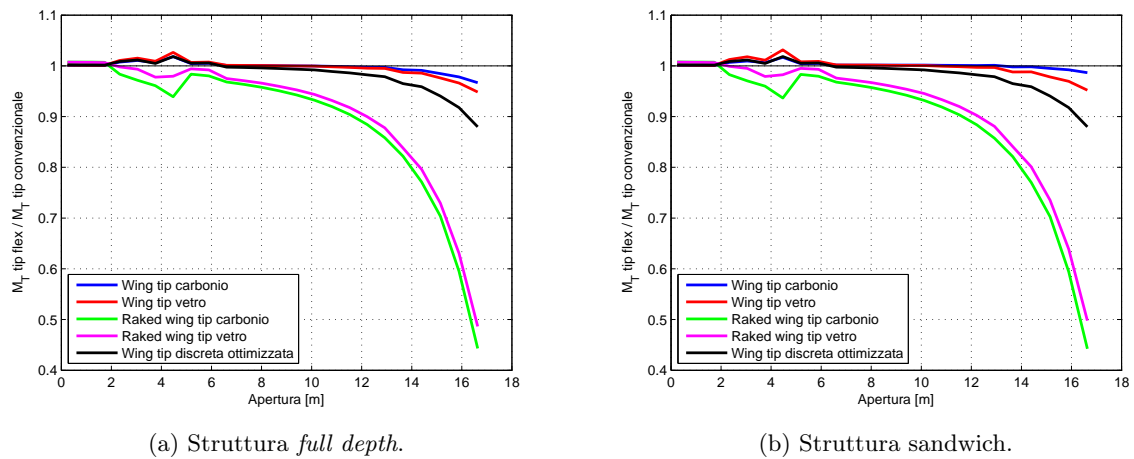 1.1
1
0.9
0.8
0.7
0.6
0.5
0.4
M_T tip flex / M_T tip convenzionale
Wing tip carbonio
Wing tip vetro
Raked wing tip carbonio
Raked wing tip vetro
Wing tip discreta ottimizzata
0 2 4 6 8 10 12 14 16 18
Apertura [m]
(a) Struttura full depth.
1.1
1
0.9
0.8
0.7
0.6
0.5
0.4
M_T tip flex / M_T tip convenzionale
Wing tip carbonio
Wing tip vetro
Raked wing tip carbonio
Raked wing tip vetro
Wing tip discreta ottimizzata
0 2 4 6 8 10 12 14 16 18
Apertura [m]
(b) Struttura sandwich.